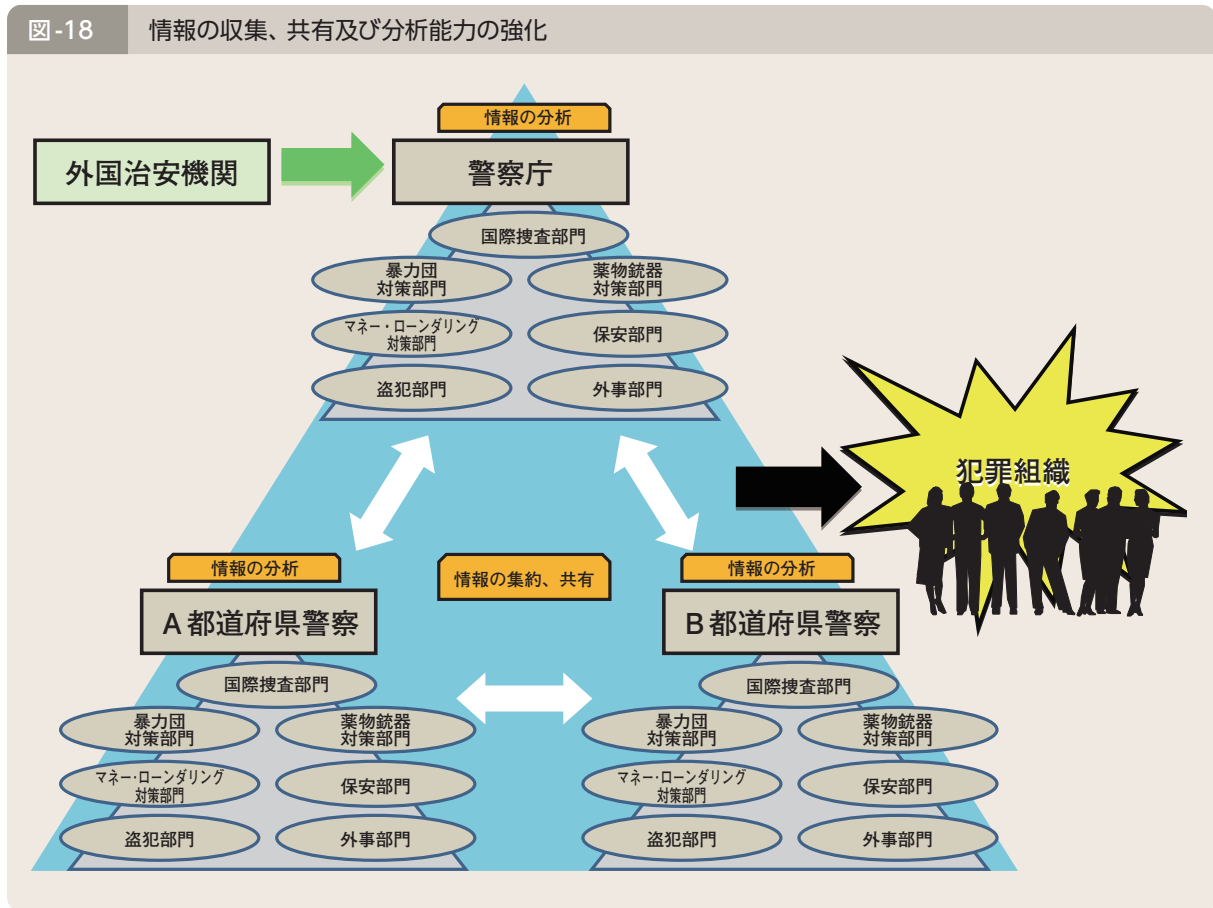 図-18
情報の収集、共有及び分析能力の強化
情報の分析
外国治安機関
警察庁
国際捜査部門
暴力団
対策部門
薬物銃器
対策部門
マネー・ローンダリング
対策部門
保安部門
盗犯部門
外事部門
犯罪組織
情報の分析
情報の集約、共有
情報の分析
A都道府県警察
B都道府県警察
国際捜査部門
暴力団
対策部門
薬物銃器
対策部門
マネー・ローンダリング
対策部門
保安部門
盗犯部門
外事部門
国際捜査部門
暴力団
対策部門
薬物銃器
対策部門
マネー・ローンダリング
対策部門
保安部門
盗犯部門
外事部門